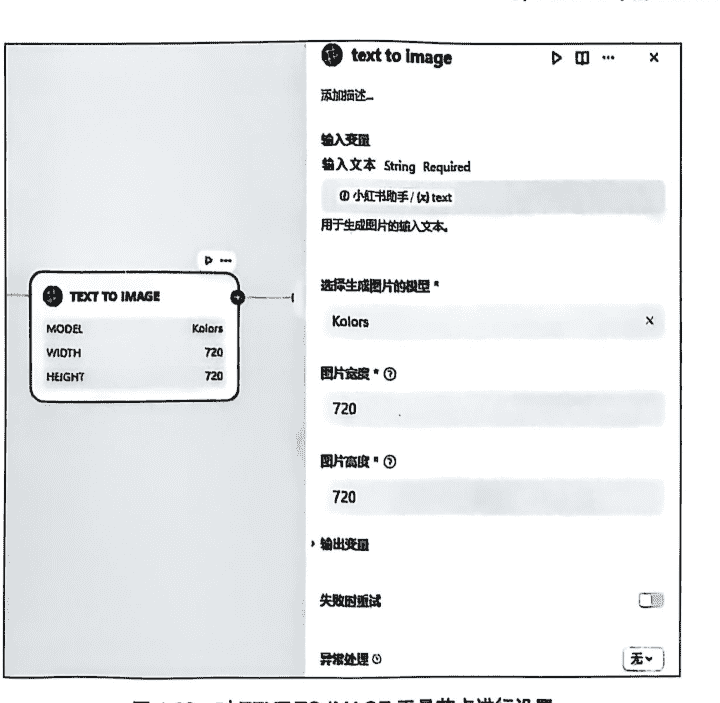 text to image
添加描述...
输入变量
输入文本 String Required
小红书助手 / {x} text
用于生成图片的输入文本。
选择生成图片的模型 *
Kolors
图片宽度 *
720
图片高度 *
720
输出变量
失败时重试
异常处理
无
TEXT TO IMAGE
MODEL Kolors
WIDTH 720
HEIGHT 720